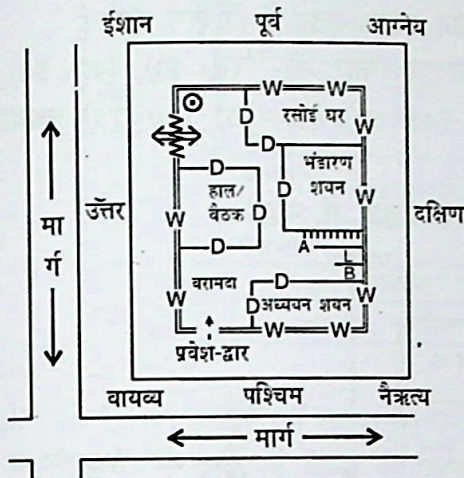 ईशान पूर्व आग्नेय
W W
D रसोई घर
W
D
भंडारण
शयन
D
D
हाल/
बैठक
D
W
W
मार्ग
उत्तर
दक्षिण
D
A
L
B
बरामदा
D
W
W
D अध्ययन शयन
W W
प्रवेश-द्वार
वायव्य पश्चिम नैऋत्य
मार्ग